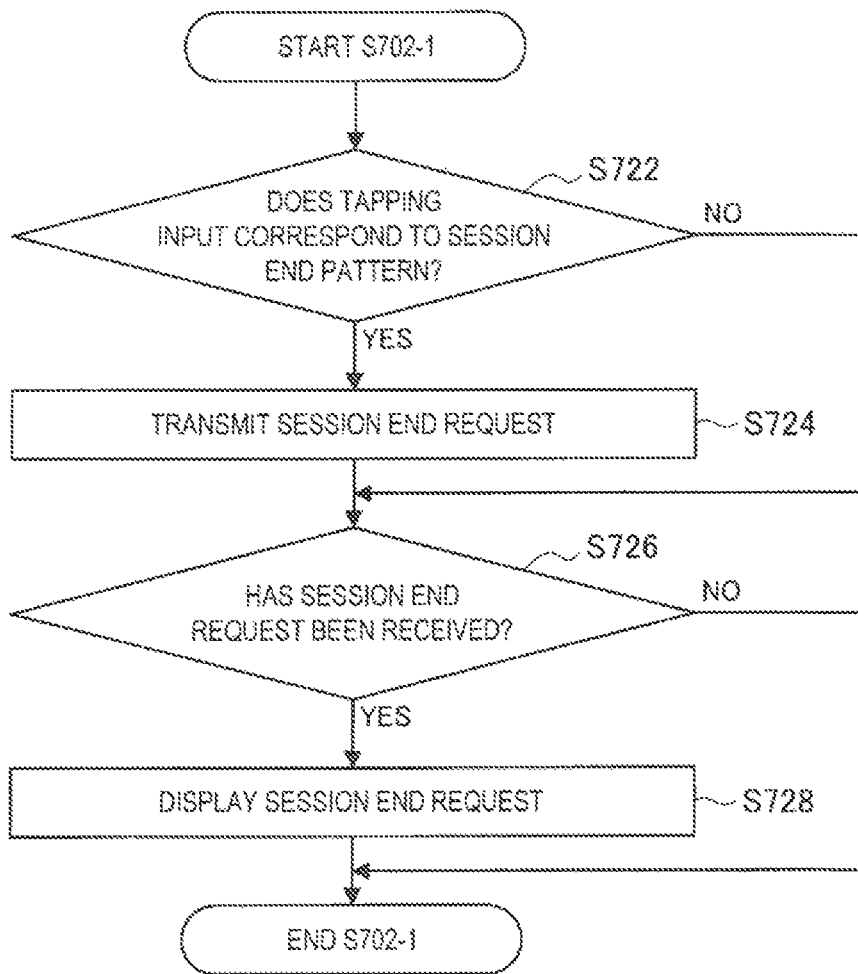 START S702-1
S722
DOES TAPPING
INPUT CORRESPOND TO SESSION
END PATTERN?
NO
YES
TRANSMIT SESSION END REQUEST
S724
S726
HAS SESSION END
REQUEST BEEN RECEIVED?
NO
YES
DISPLAY SESSION END REQUEST
S728
END S702-1